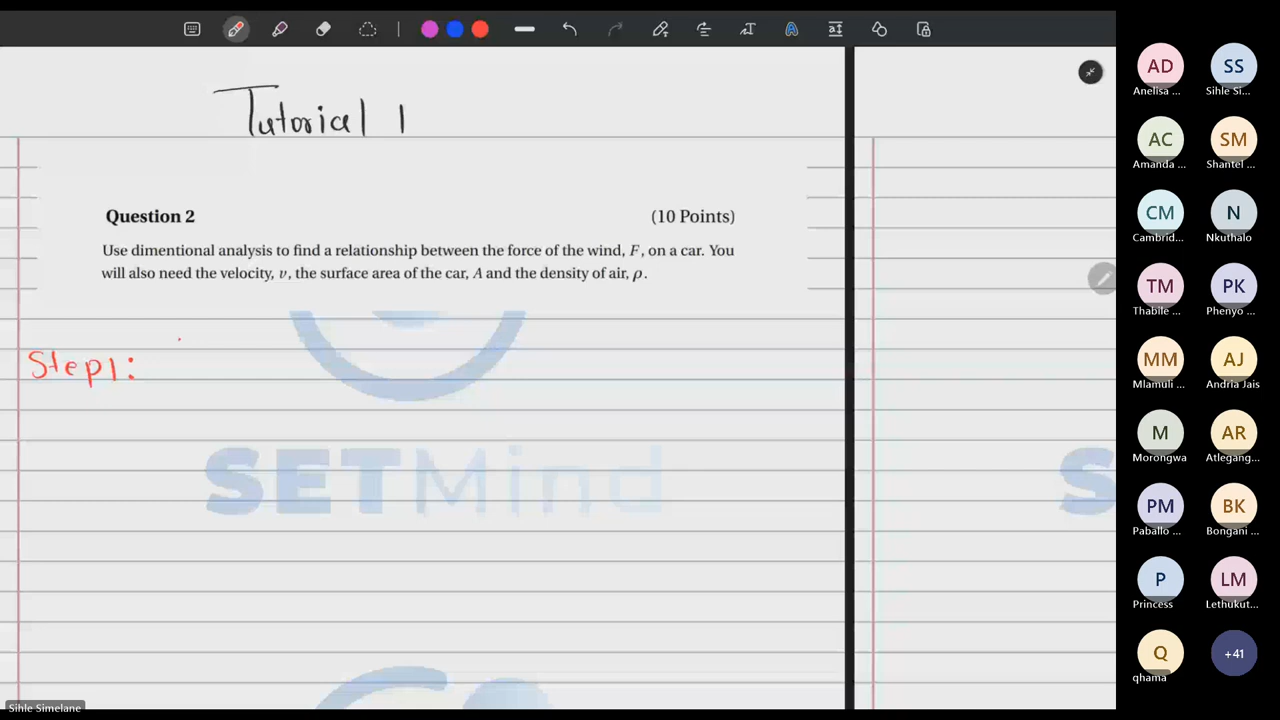 Tutorial 1
Question 2 (10 Points)
Use dimentional analysis to find a relationship between the force of the wind, F, on a car. You
will also need the velocity, v, the surface area of the car, A and the density of air, ρ.
Step1:
SETMind
S
AD
Anelisa ...
SS
Sihle Si...
AC
Amanda ...
SM
Shantel ...
CM
Cambrid...
N
Nkuthalo
TM
Thabile ...
PK
Phenyo ...
MM
Mlamuli ...
AJ
Andria Jais
M
Morongwa
AR
Atlegang...
PM
Paballo ...
BK
Bongani ...
P
Princess
LM
Lethukut...
Q
qhama
+41
Sihle Simelane